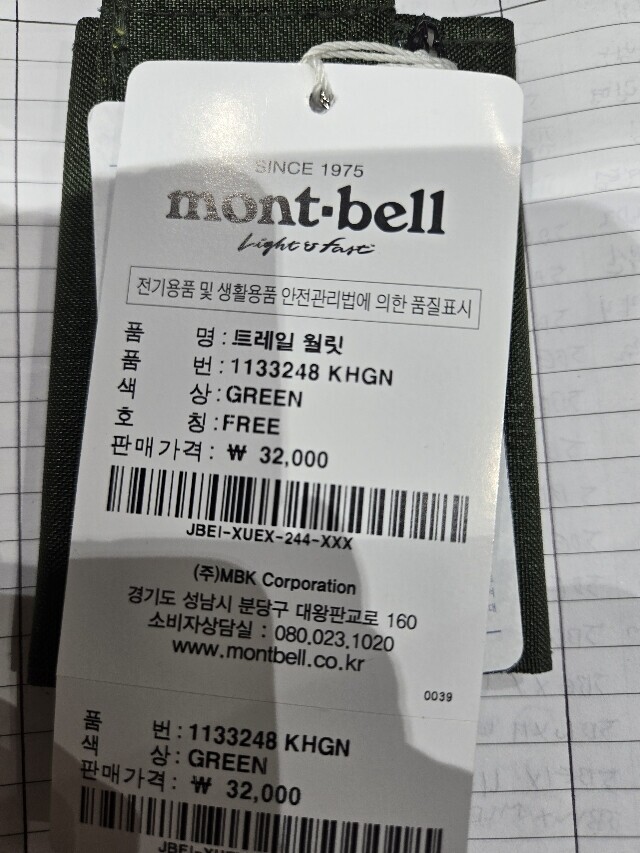 SINCE 1975
mont-bell
Light & Fast
전기용품 및 생활용품 안전관리법에 의한 품질표시
품 명 : 트레일 월릿
품 번 : 1133248 KHGN
색 상 : GREEN
호 칭 : FREE
판매가격 : ₩ 32,000
JBEI-XUEX-244-XXX
(주)MBK Corporation
경기도 성남시 분당구 대왕판교로 160
소비자상담실 : 080.023.1020
www.montbell.co.kr
0039
품 번 : 1133248 KHGN
색 상 : GREEN
판매가격 : ₩ 32,000